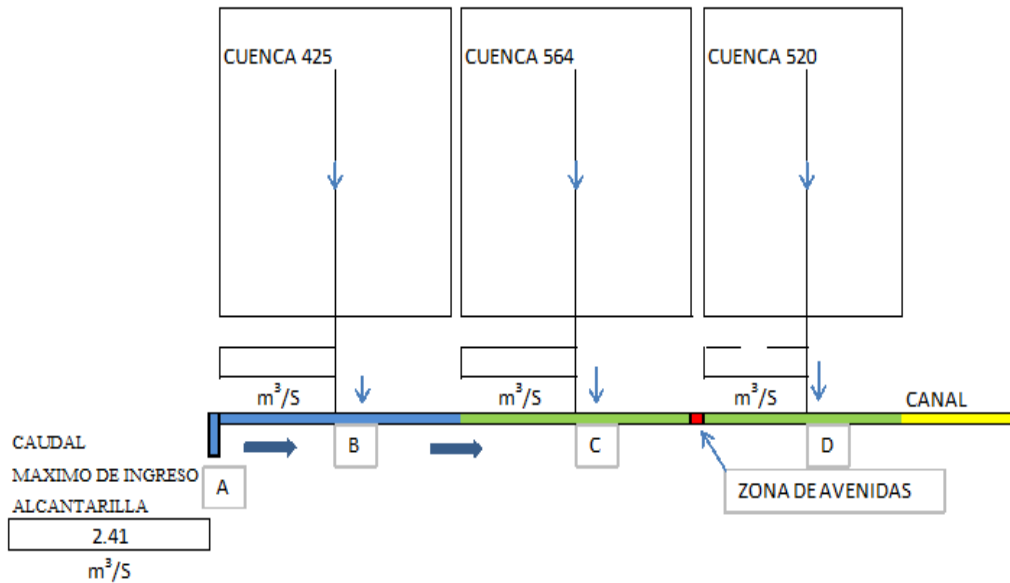 CUENCA 425
CUENCA 564
CUENCA 520
m³/S
m³/S
m³/S
CANAL
B
C
D
A
CAUDAL
MAXIMO DE INGRESO
ALCANTARILLA
2.41
m³/S
ZONA DE AVENIDAS